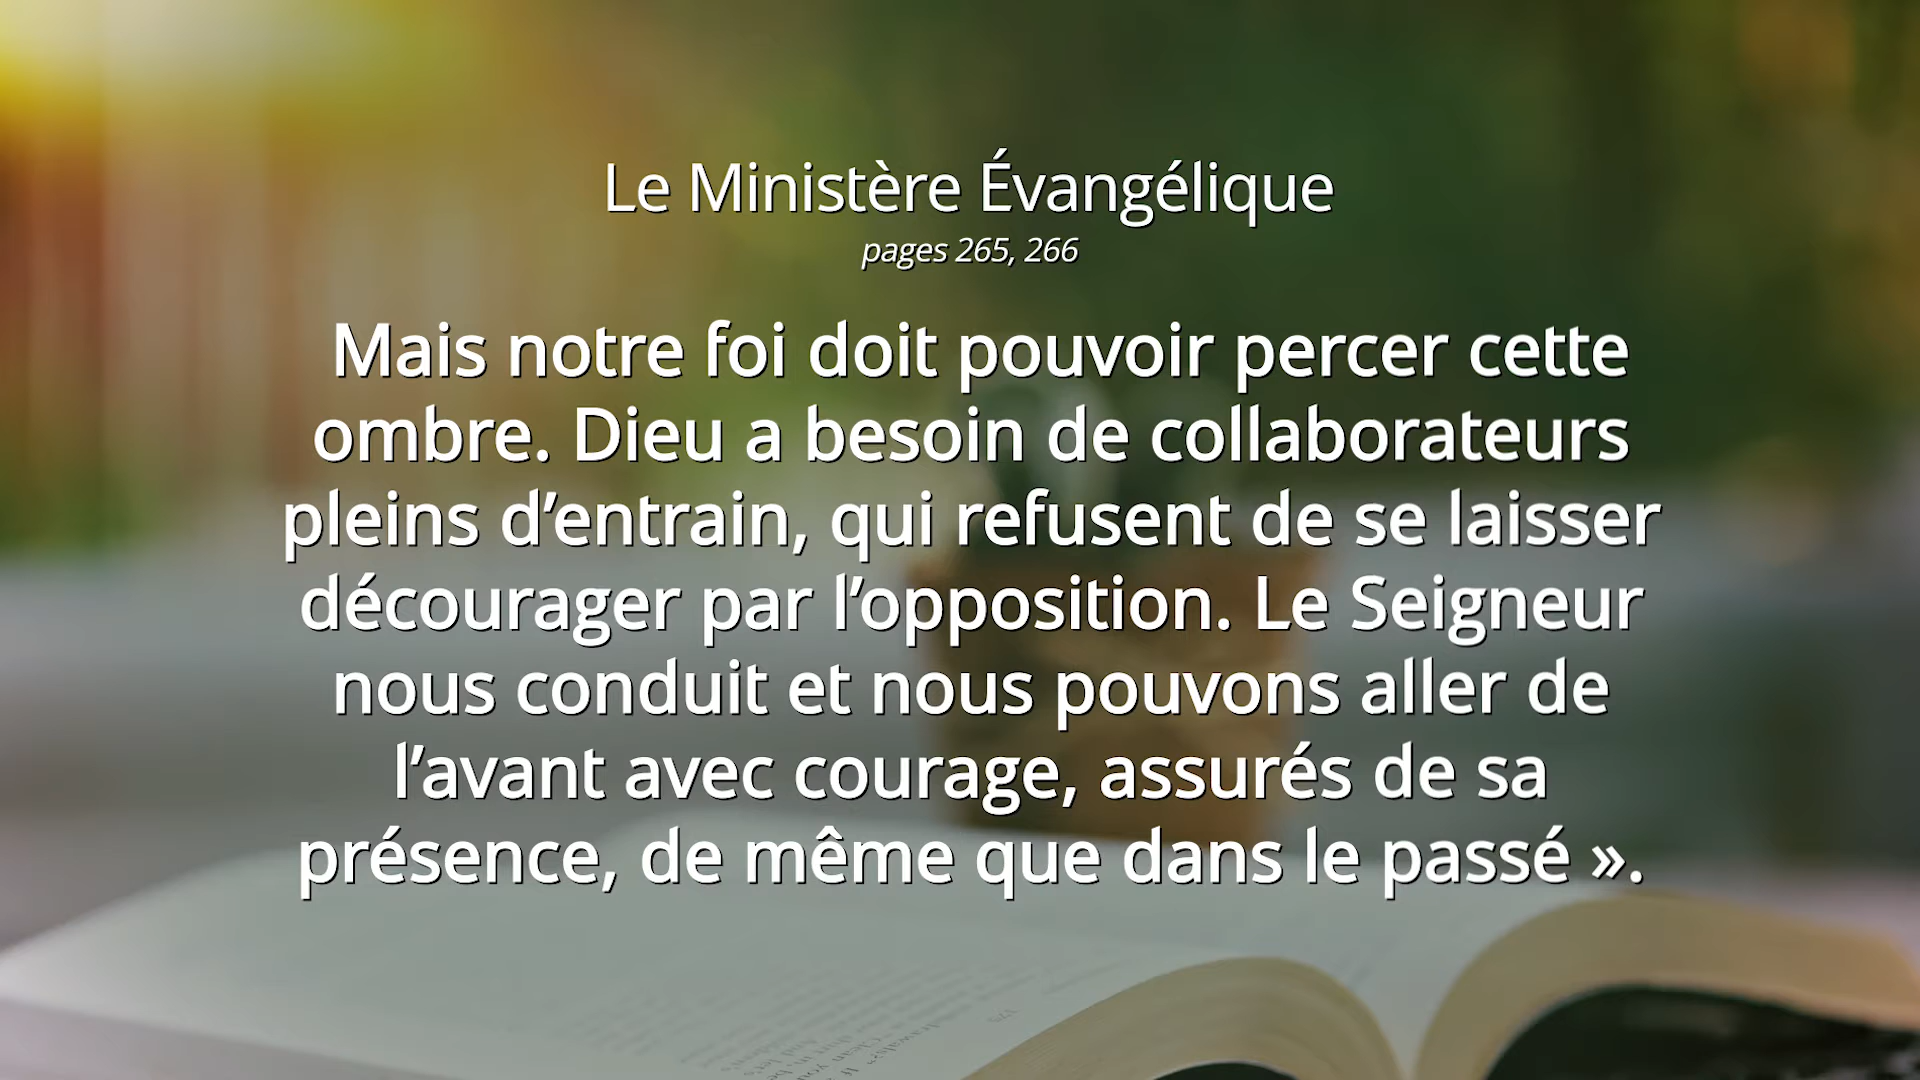 Le Ministère Évangélique
pages 265, 266
Mais notre foi doit pouvoir percer cette
ombre. Dieu a besoin de collaborateurs
pleins d’entrain, qui refusent de se laisser
décourager par l’opposition. Le Seigneur
nous conduit et nous pouvons aller de
l’avant avec courage, assurés de sa
présence, de même que dans le passé ».